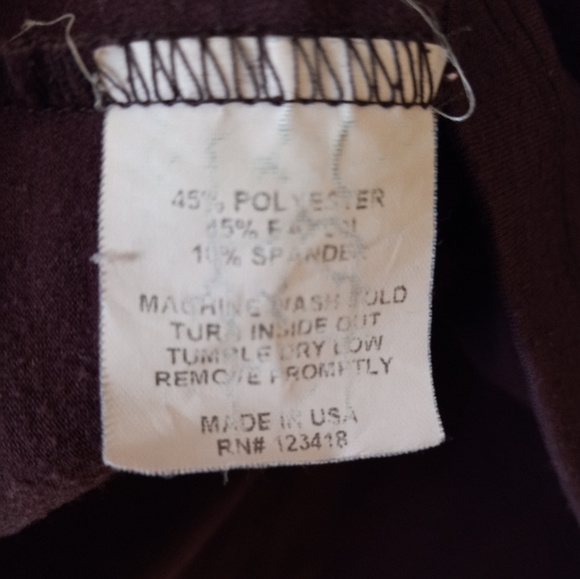 45% POLYESTER
45% RAYON
10% SPANDEX
MACHINE WASH COLD
TURN INSIDE OUT
TUMBLE DRY LOW
REMOVE PROMPTLY
MADE IN USA
RN# 123418